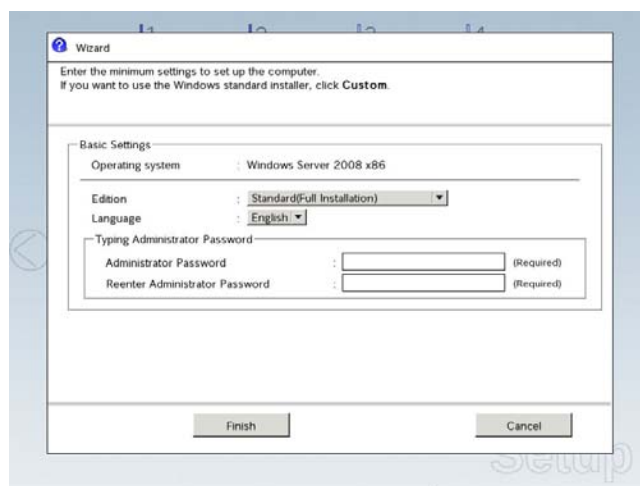 Wizard
Enter the minimum settings to set up the computer.
If you want to use the Windows standard installer, click Custom.
Basic Settings
Operating system : Windows Server 2008 x86
Edition : Standard(Full Installation)
Language : English
Typing Administrator Password
Administrator Password : (Required)
Reenter Administrator Password : (Required)
Finish Cancel
Setup